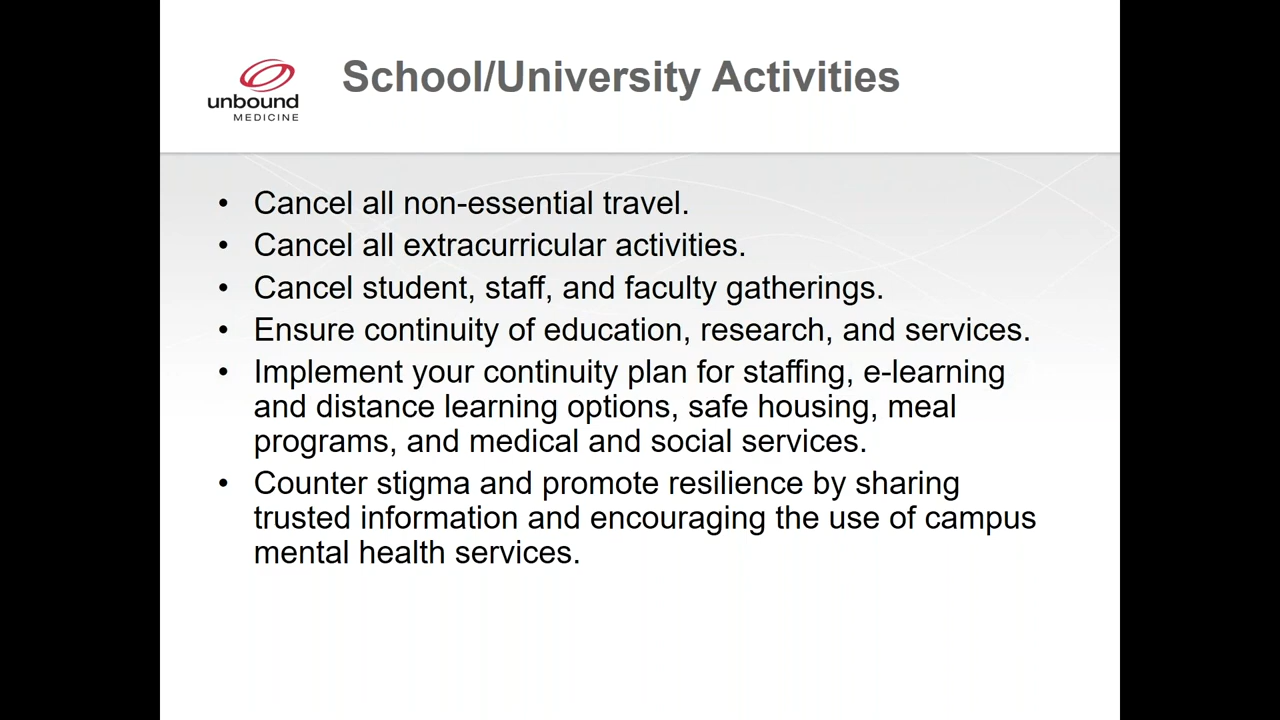 unbound
MEDICINE
School/University Activities
• Cancel all non-essential travel.
• Cancel all extracurricular activities.
• Cancel student, staff, and faculty gatherings.
• Ensure continuity of education, research, and services.
• Implement your continuity plan for staffing, e-learning
and distance learning options, safe housing, meal
programs, and medical and social services.
• Counter stigma and promote resilience by sharing
trusted information and encouraging the use of campus
mental health services.